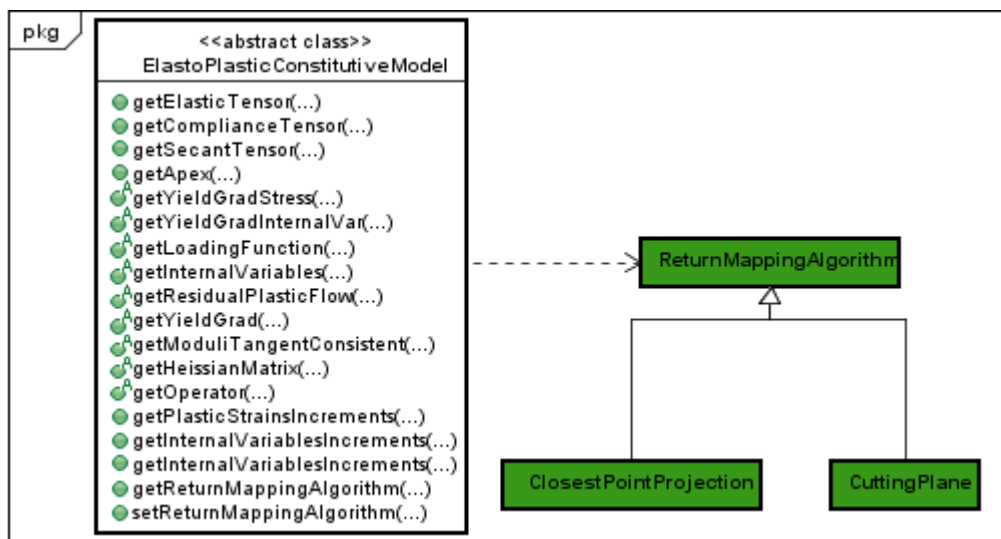 pkg
<<abstract class>>
ElastoPlasticConstitutiveModel
getElasticTensor(...)
getComplianceTensor(...)
getSecantTensor(...)
getApex(...)
A getYieldGradStress(...)
A getYieldGradInternalVar(...)
A getLoadingFunction(...)
A getInternalVariables(...)
A getResidualPlasticFlow(...)
A getYieldGrad(...)
A getModuliTangentConsistent(...)
A getHeissianMatrix(...)
A getOperator(...)
getPlasticStrainsIncrements(...)
getInternalVariablesIncrements(...)
getInternalVariablesIncrements(...)
getReturnMappingAlgorithm(...)
setReturnMappingAlgorithm(...)
ReturnMappingAlgorithm
ClosestPointProjection
CuttingPlane